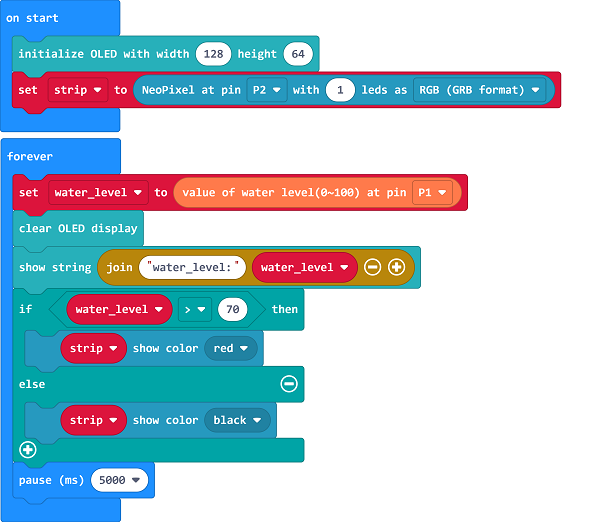 on start
initialize OLED with width 128 height 64
set strip to NeoPixel at pin P2 with 1 leds as RGB (GRB format)
forever
set water_level to value of water level(0~100) at pin P1
clear OLED display
show string join "water_level:" water_level
if water_level > 70 then
strip show color red
else
strip show color black
pause (ms) 5000